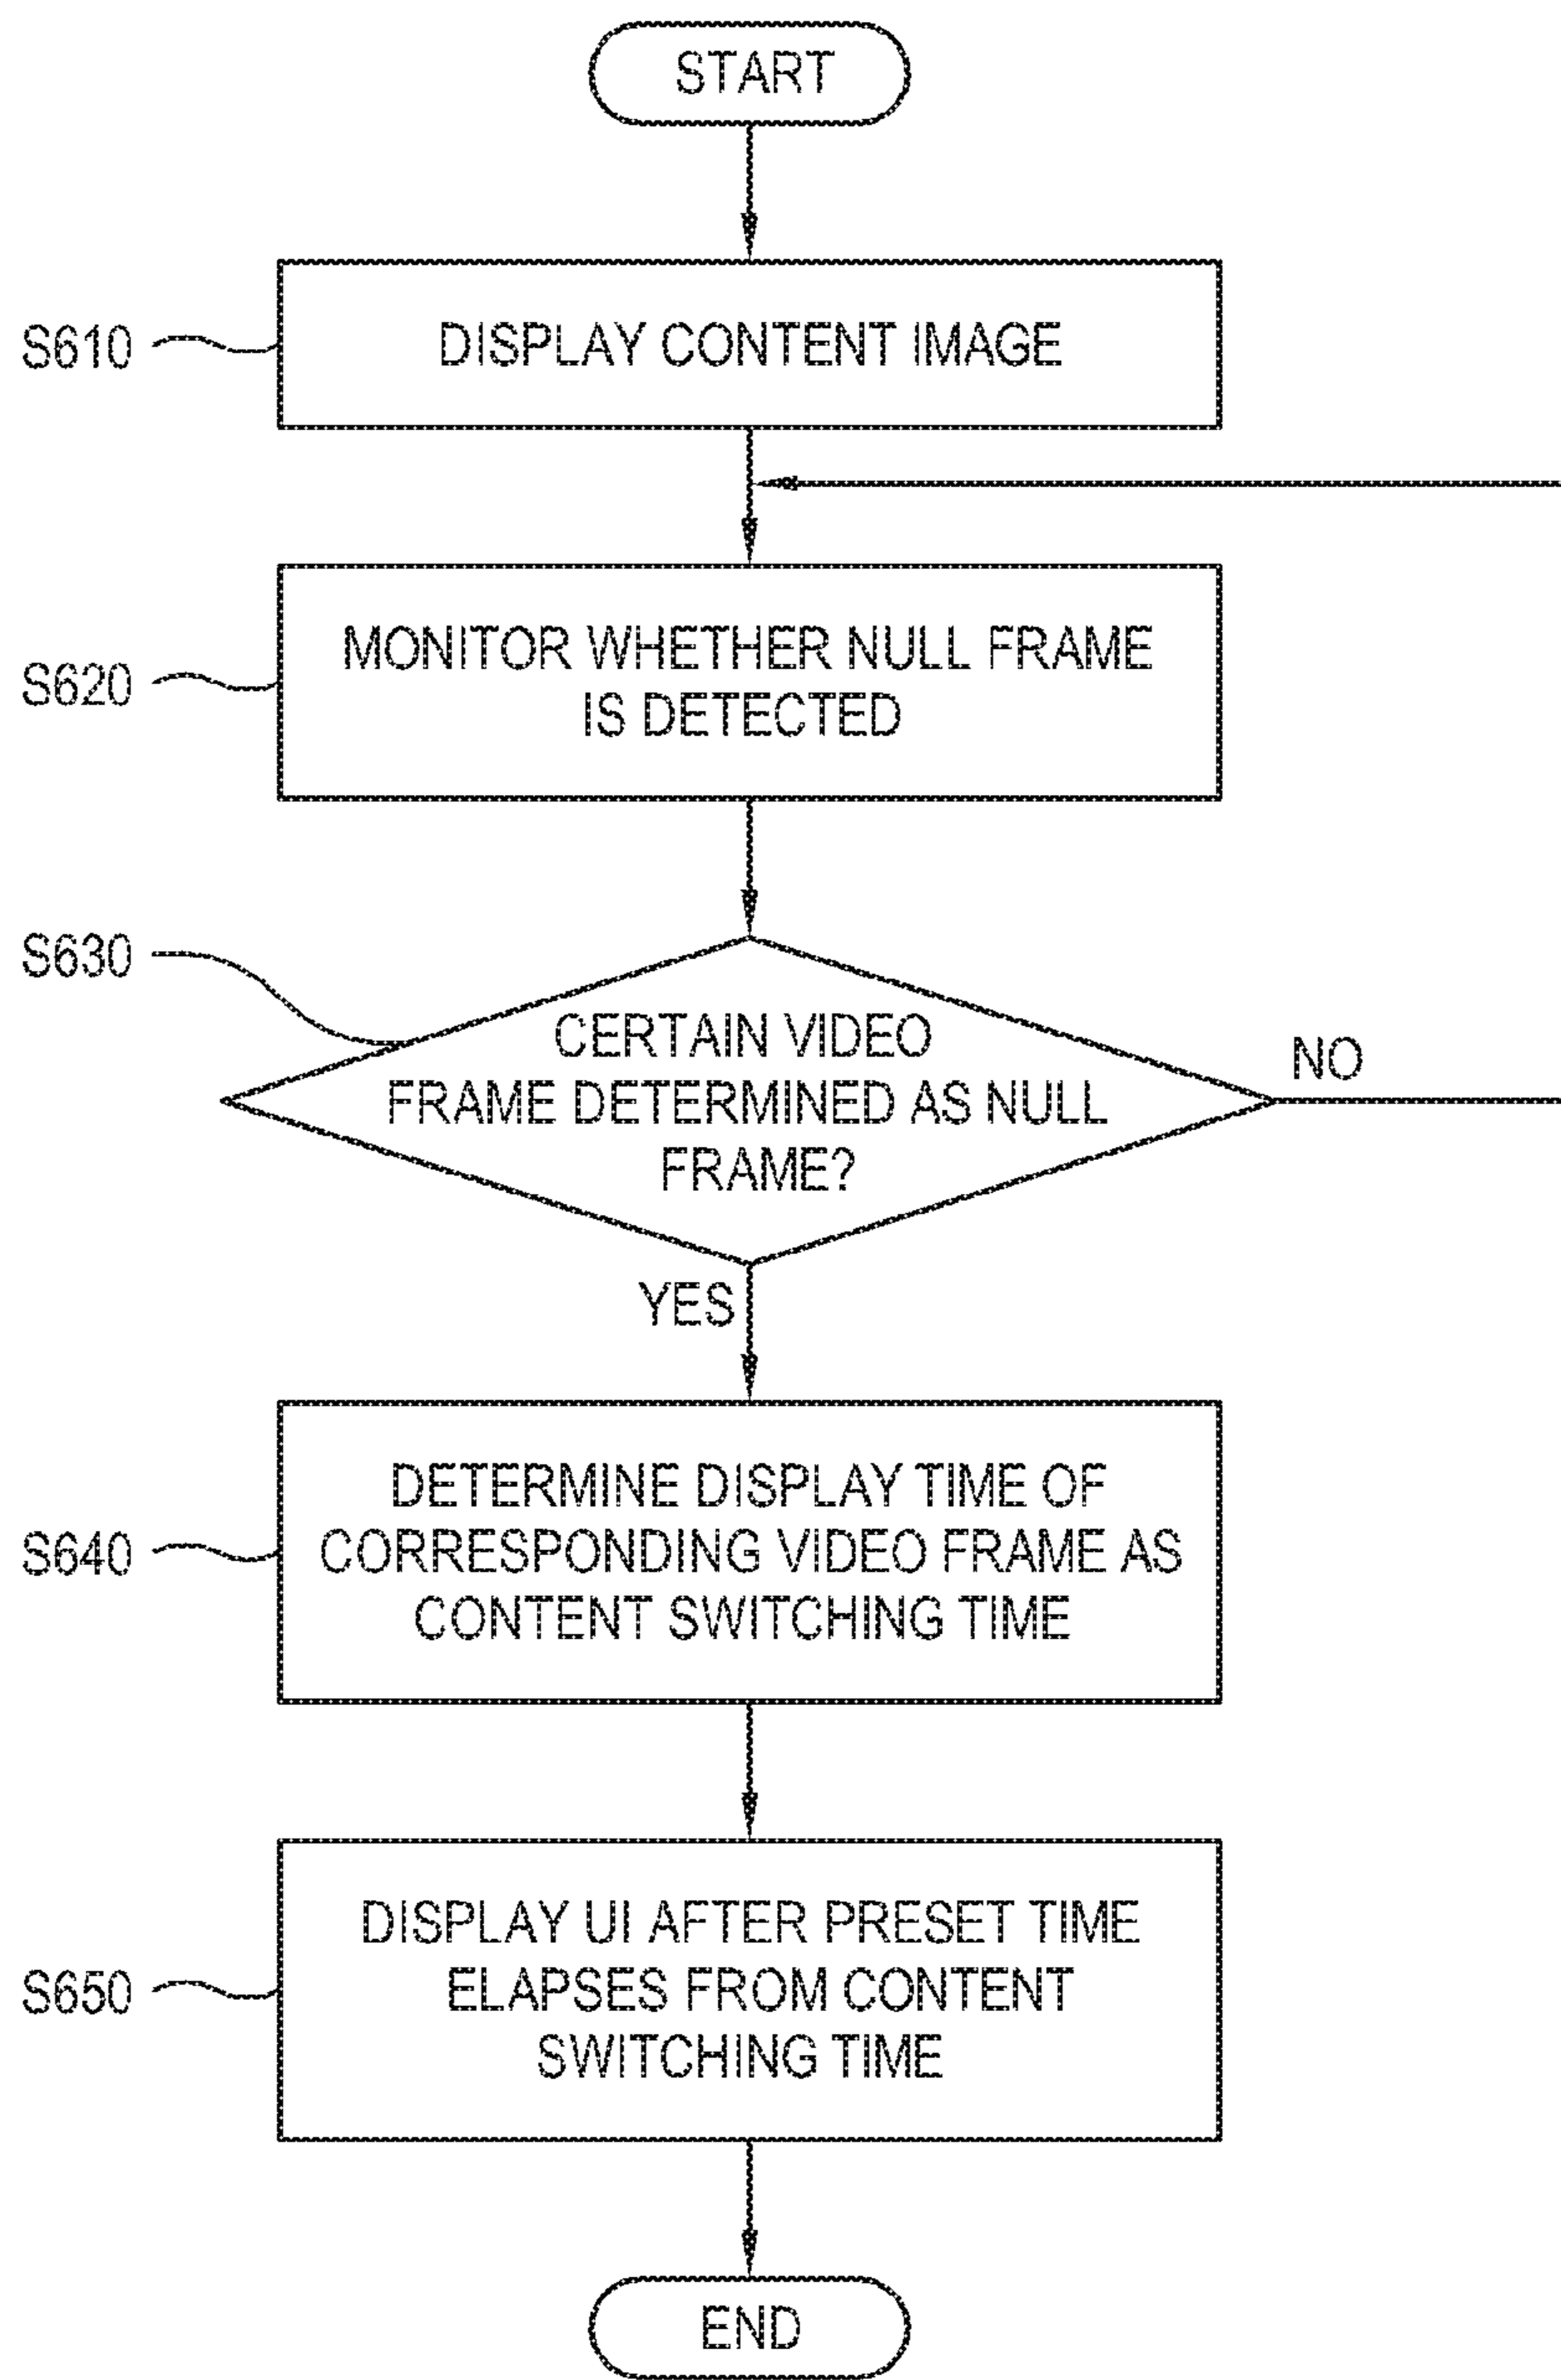 START
S610
DISPLAY CONTENT IMAGE
S620
MONITOR WHETHER NULL FRAME
IS DETECTED
S630
CERTAIN VIDEO
FRAME DETERMINED AS NULL
FRAME?
NO
YES
S640
DETERMINE DISPLAY TIME OF
CORRESPONDING VIDEO FRAME AS
CONTENT SWITCHING TIME
S650
DISPLAY UI AFTER PRESET TIME
ELAPSES FROM CONTENT
SWITCHING TIME
END